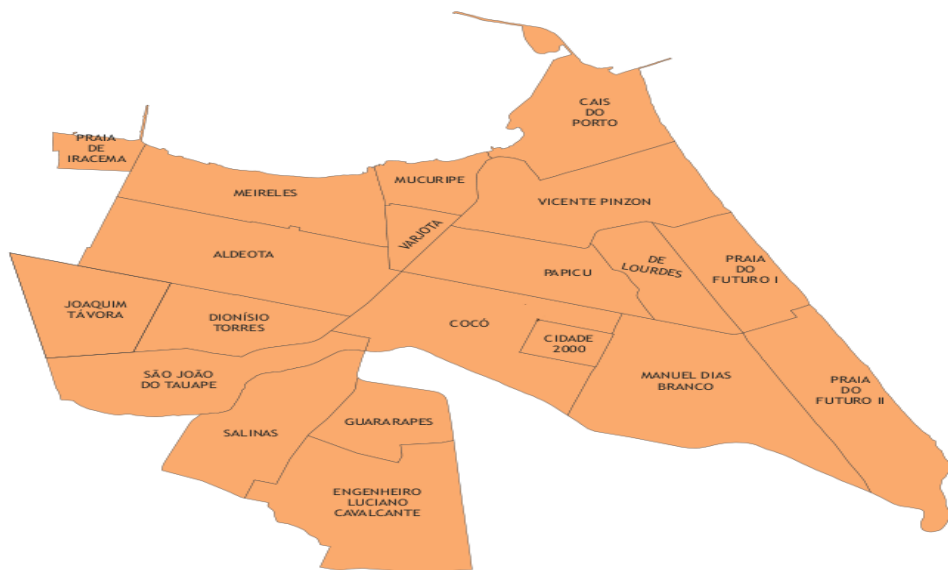 CAIS
DO
PORTO
PRAIA
DE
IRACEMA
MUCURIPE
MEIRELES
VICENTE PINZON
VARJOTA
ALDEOTA
DE
LOURDES
PRAIA
DO
FUTURO I
PAPICU
JOAQUIM
TÁVORA
DIONÍSIO
TORRES
COCÓ
CIDADE
2000
SÃO JOÃO
DO TAUAPE
MANUEL DIAS
BRANCO
PRAIA
DO
FUTURO II
SALINAS
GUARARAPES
ENGENHEIRO
LUCIANO
CAVALCANTE